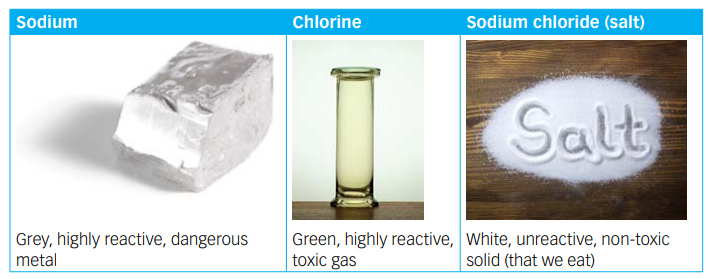 Sodium
Chlorine
Sodium chloride (salt)
Salt
Grey, highly reactive, dangerous
metal
Green, highly reactive,
toxic gas
White, unreactive, non-toxic
solid (that we eat)